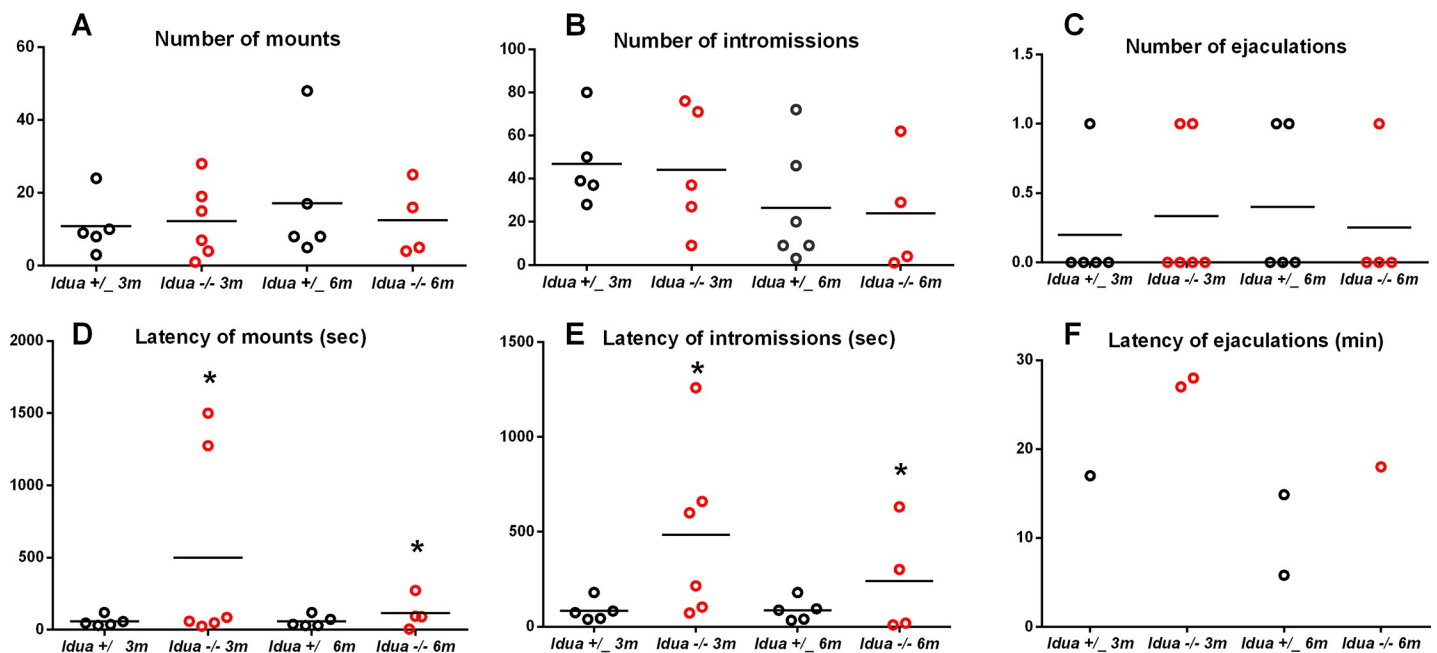 A
Number of mounts
60
40
20
0
Idua +/_ 3m Idua -/- 3m Idua +/_ 6m Idua -/- 6m
B
Number of intromissions
100
80
60
40
20
0
Idua +/_ 3m Idua -/- 3m Idua +/_ 6m Idua -/- 6m
C
Number of ejaculations
1.5
1.0
0.5
0.0
Idua +/_ 3m Idua -/- 3m Idua +/_ 6m Idua -/- 6m
D
Latency of mounts (sec)
2000
1500
1000
500
0
*
*
Idua +/_ 3m Idua -/- 3m Idua +/_ 6m Idua -/- 6m
E
Latency of intromissions (sec)
1500
1000
500
0
*
*
Idua +/_ 3m Idua -/- 3m Idua +/_ 6m Idua -/- 6m
F
Latency of ejaculations (min)
30
20
10
0
Idua +/_ 3m Idua -/- 3m Idua +/_ 6m Idua -/- 6m